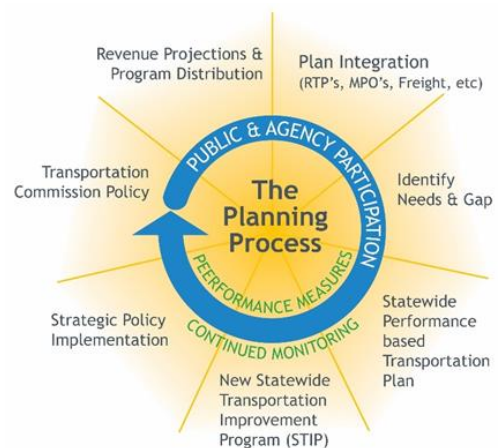 Revenue Projections &
Program Distribution
Plan Integration
(RTP's, MPO's, Freight, etc)
PUBLIC & AGENCY PARTICIPATION
Transportation
Commission Policy
The
Planning
Process
Identify
Needs & Gap
PEERFORMANCE MEASURES
CONTINUED MONITORING
Strategic Policy
Implementation
Statewide
Performance
based
Transportation
Plan
New Statewide
Transportation
Improvement
Program (STIP)